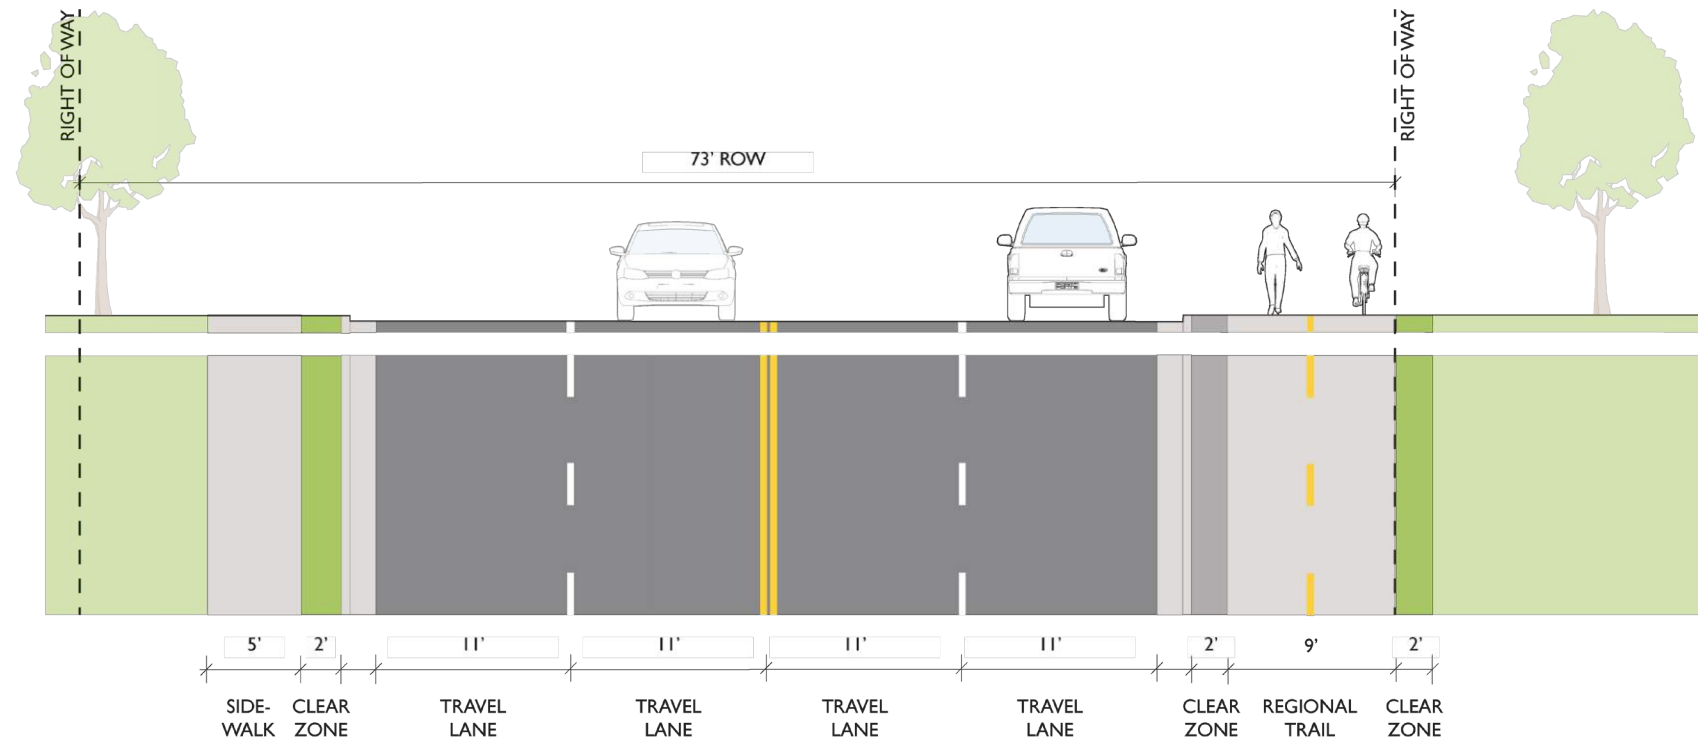 RIGHT OF WAY
RIGHT OF WAY
73' ROW
5'
2'
11'
11'
11'
11'
2'
9'
2'
SIDE-
WALK
CLEAR
ZONE
TRAVEL
LANE
TRAVEL
LANE
TRAVEL
LANE
TRAVEL
LANE
CLEAR
ZONE
REGIONAL
TRAIL
CLEAR
ZONE